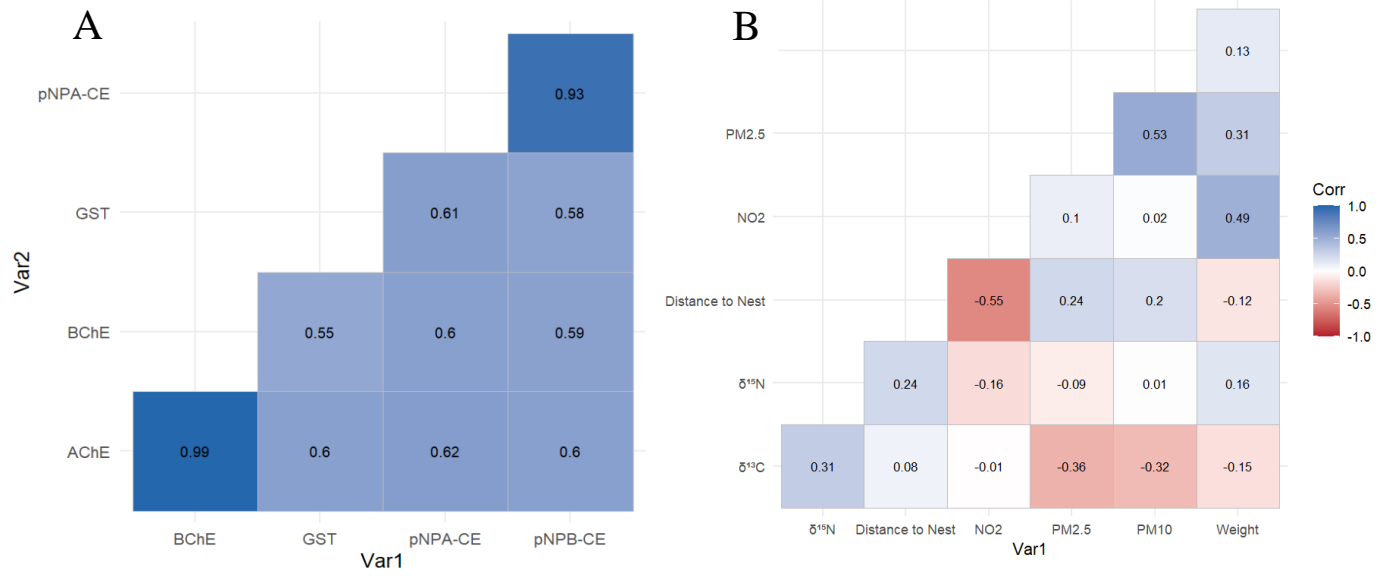 A
pNPA-CE
0.93
GST
0.61
0.58
Var2
BChE
0.55
0.6
0.59
AChE
0.99
0.6
0.62
0.6
BChE
GST
pNPA-CE
pNPB-CE
Var1
B
0.13
PM2.5
0.53
0.31
NO2
0.1
0.02
0.49
Distance to Nest
-0.55
0.24
0.2
-0.12
δ¹⁵N
0.24
-0.16
-0.09
0.01
0.16
δ¹³C
0.31
0.08
-0.01
-0.36
-0.32
-0.15
δ¹⁵N
Distance to Nest
NO2
PM2.5
PM10
Weight
Var1
Corr
1.0
0.5
0.0
-0.5
-1.0